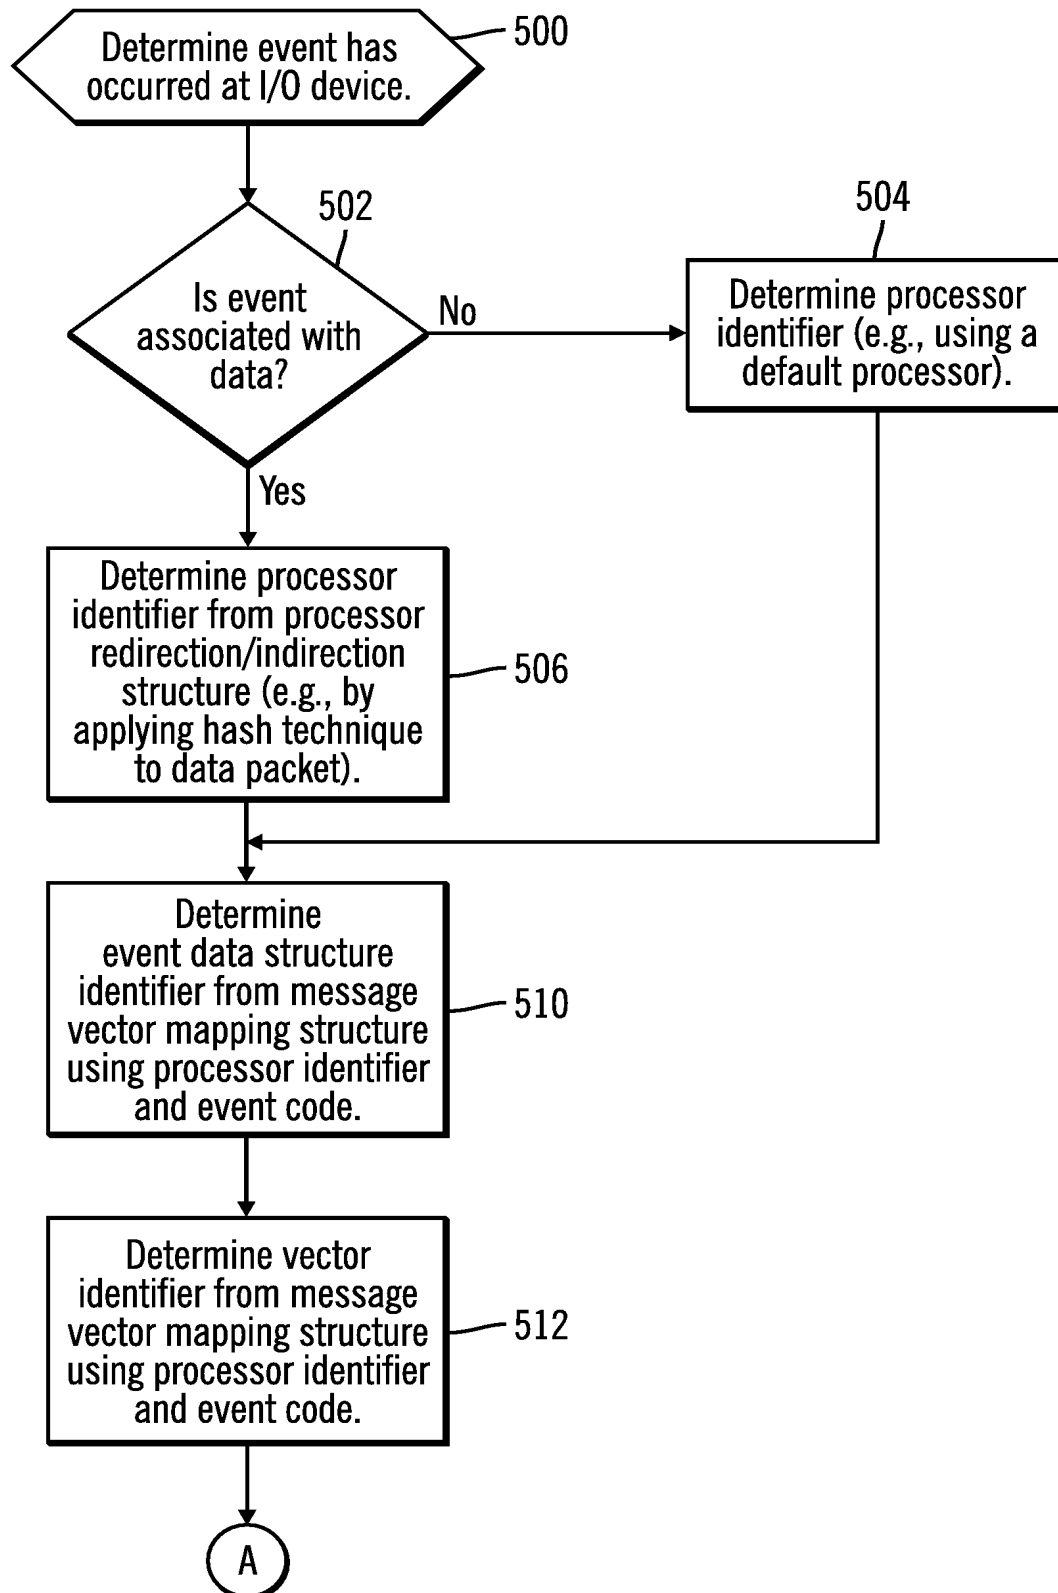 Determine event has
occurred at I/O device.
500
502
Is event
associated with
data?
No
504
Determine processor
identifier (e.g., using a
default processor).
Yes
Determine processor
identifier from processor
redirection/indirection
structure (e.g., by
applying hash technique
to data packet).
506
Determine
event data structure
identifier from message
vector mapping structure
using processor identifier
and event code.
510
Determine vector
identifier from message
vector mapping structure
using processor identifier
and event code.
512
A